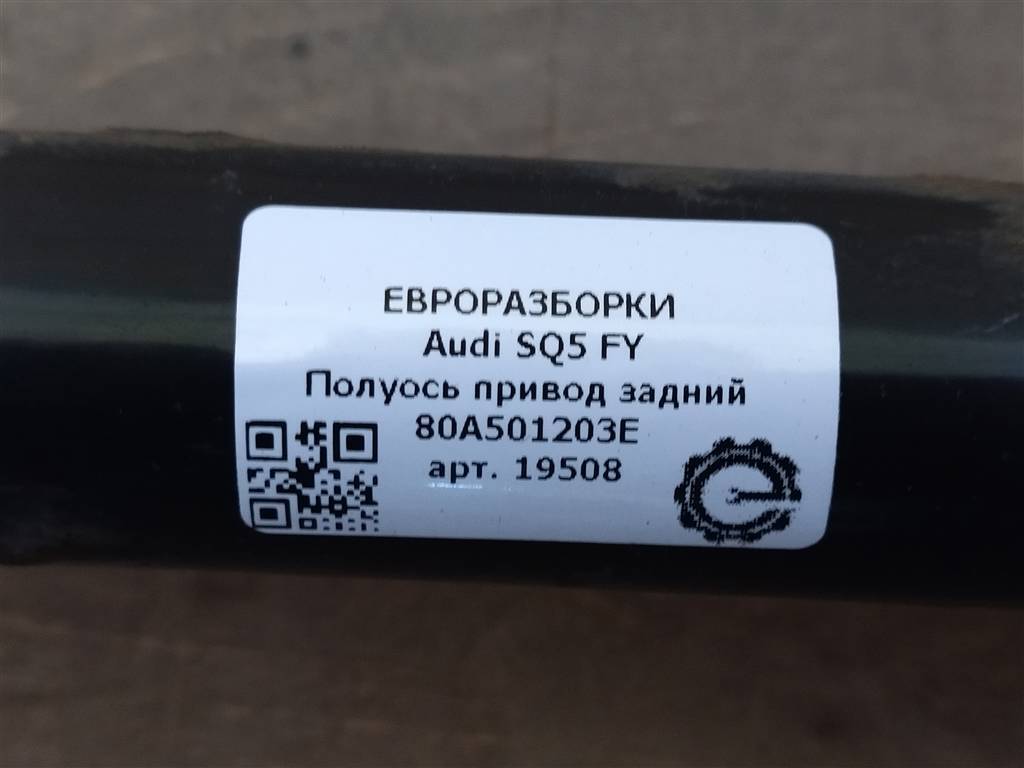 ЕВРОРАЗБОРКИ
Audi SQ5 FY
Полуось привод задний
80A501203E
арт. 19508